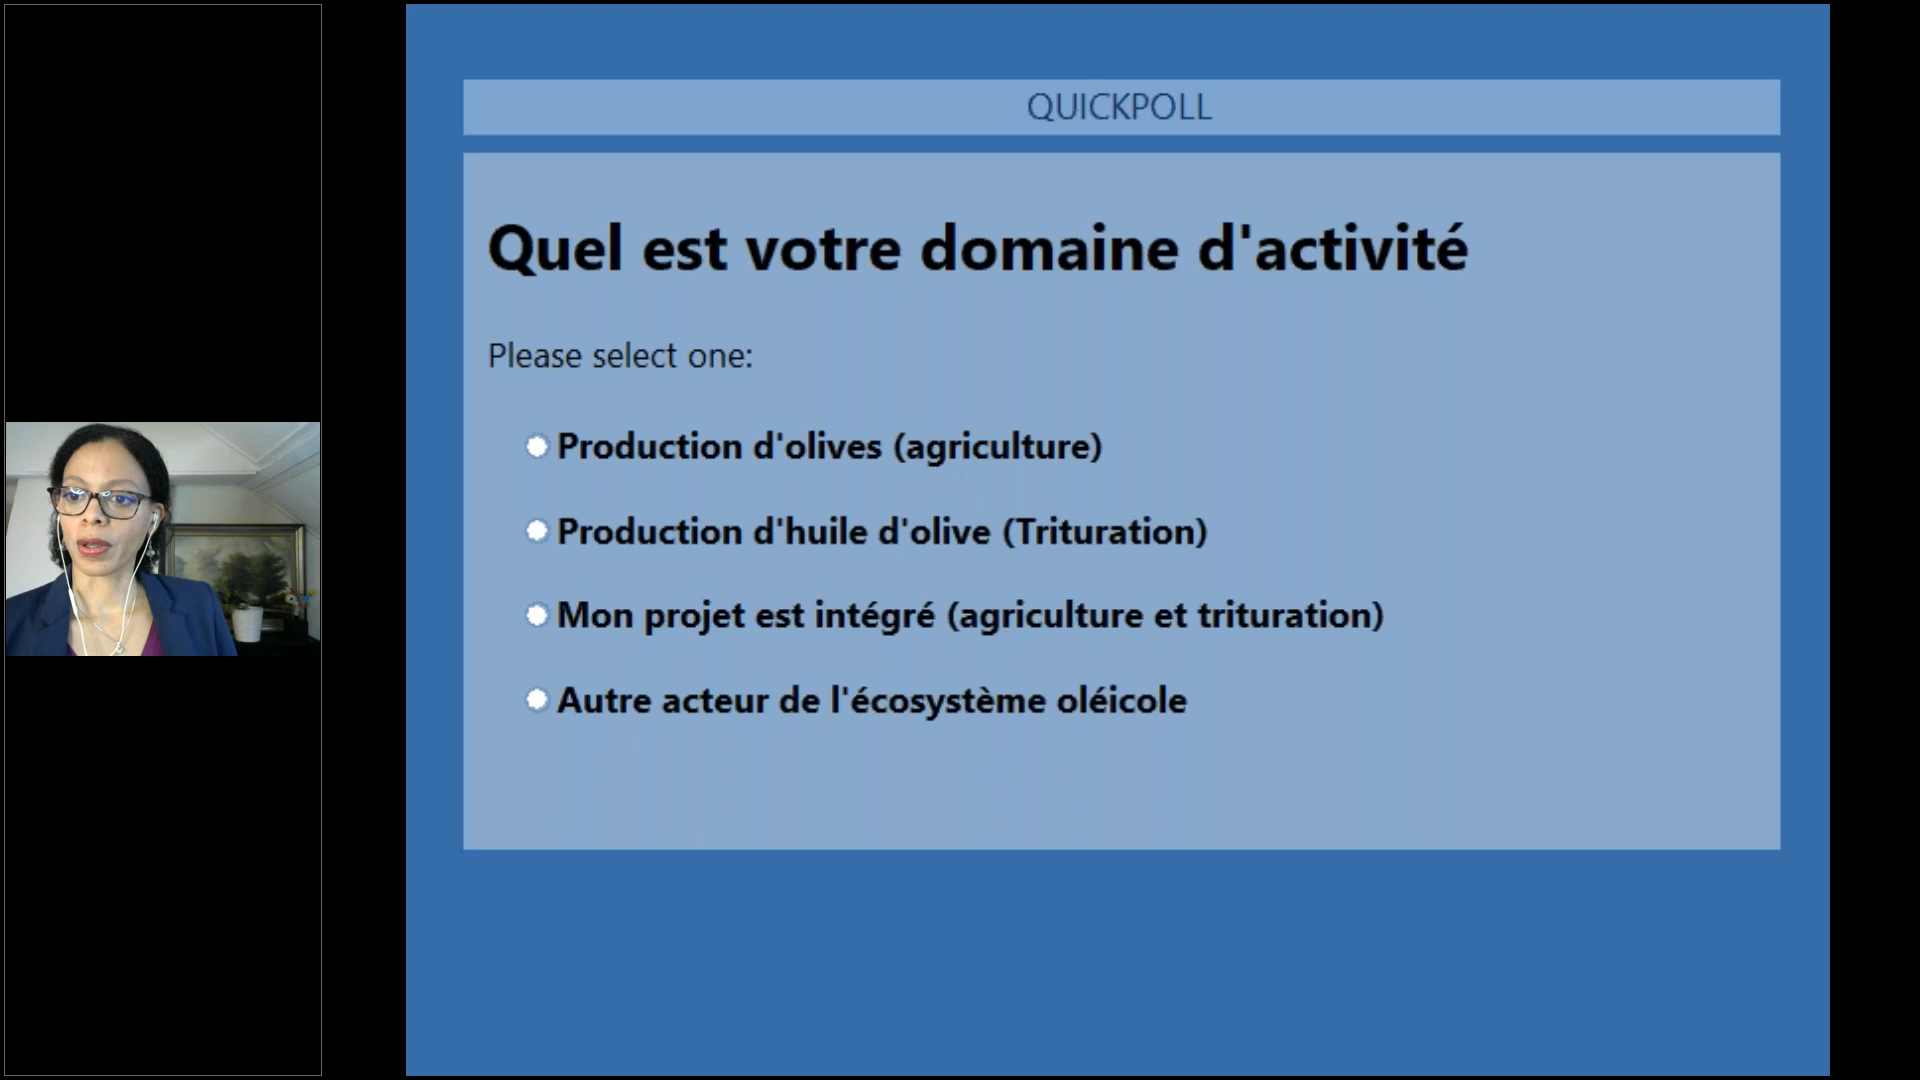 QUICKPOLL
Quel est votre domaine d'activité
Please select one:
Production d'olives (agriculture)
Production d'huile d'olive (Trituration)
Mon projet est intégré (agriculture et trituration)
Autre acteur de l'écosystème oléicole